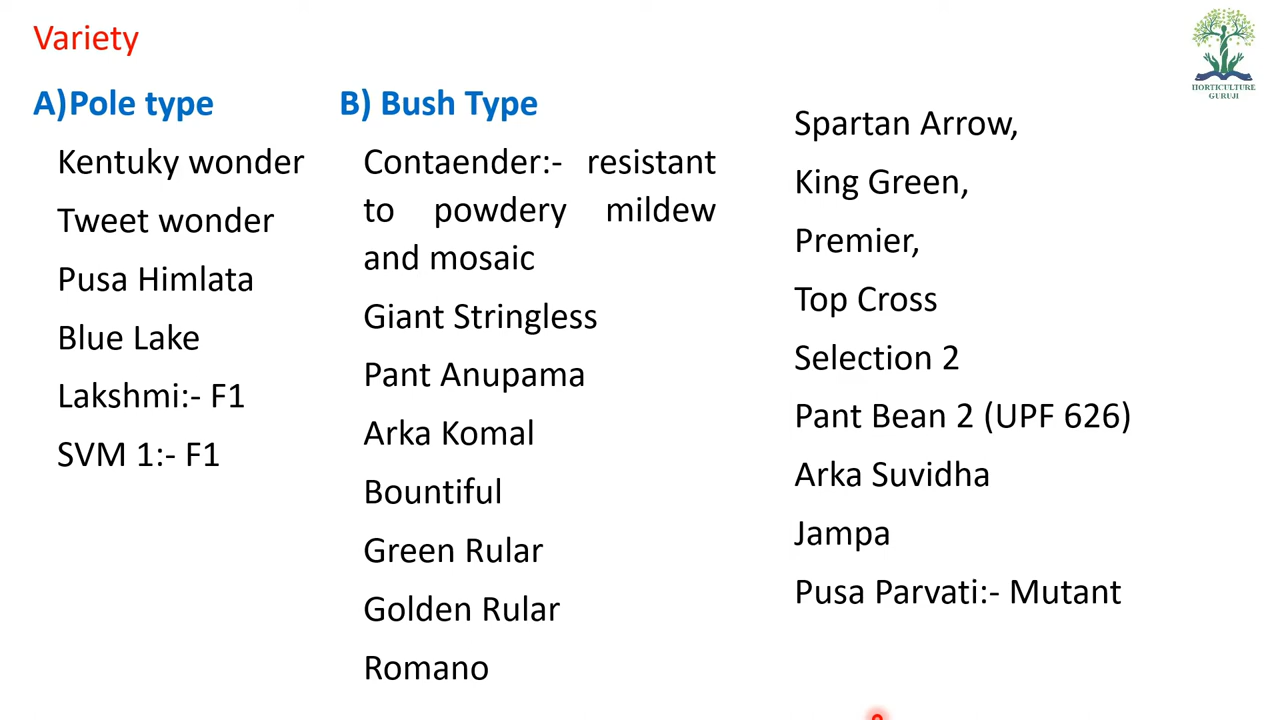 Variety
A)Pole type
Kentuky wonder
Tweet wonder
Pusa Himlata
Blue Lake
Lakshmi:- F1
SVM 1:- F1
B) Bush Type
Contaender:- resistant
to powdery mildew
and mosaic
Giant Stringless
Pant Anupama
Arka Komal
Bountiful
Green Rular
Golden Rular
Romano
Spartan Arrow,
King Green,
Premier,
Top Cross
Selection 2
Pant Bean 2 (UPF 626)
Arka Suvidha
Jampa
Pusa Parvati:- Mutant
HORTICULTURE
GURUJI